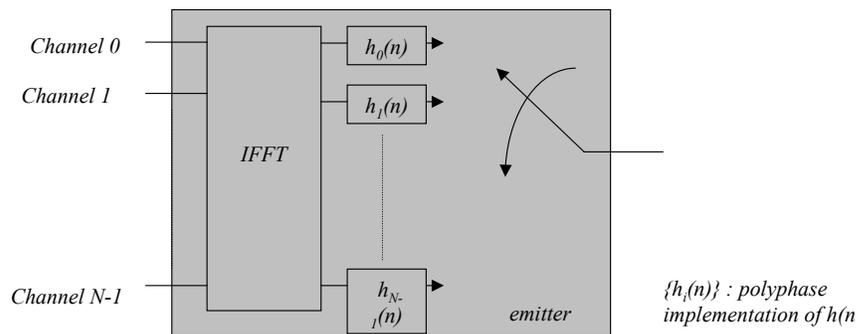 Channel 0
h0(n)
Channel 1
h1(n)
IFFT
Channel N-1
hN-
1(n)
emitter
{hi(n)} : polyphase
implementation of h(n